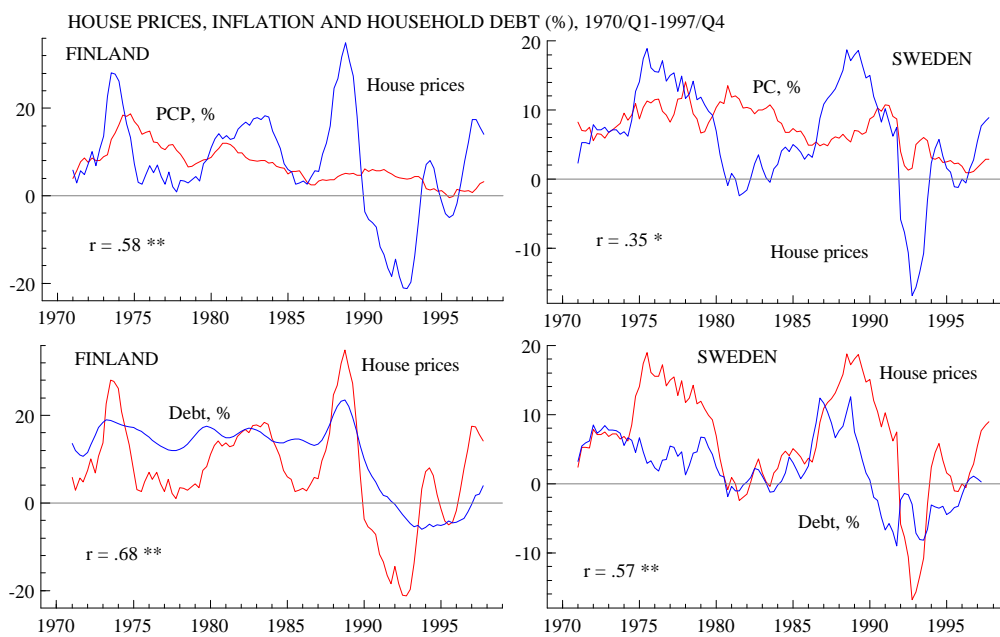 HOUSE PRICES, INFLATION AND HOUSEHOLD DEBT (%), 1970/Q1-1997/Q4
FINLAND
House prices
PCP, %
20
0
-20
r = .58 **
1970 1975 1980 1985 1990 1995
20
SWEDEN
PC, %
10
0
r = .35 *
House prices
-10
1970 1975 1980 1985 1990 1995
FINLAND
House prices
Debt, %
20
0
r = .68 **
-20
1970 1975 1980 1985 1990 1995
20
SWEDEN
House prices
10
0
Debt, %
r = .57 **
-10
1970 1975 1980 1985 1990 1995